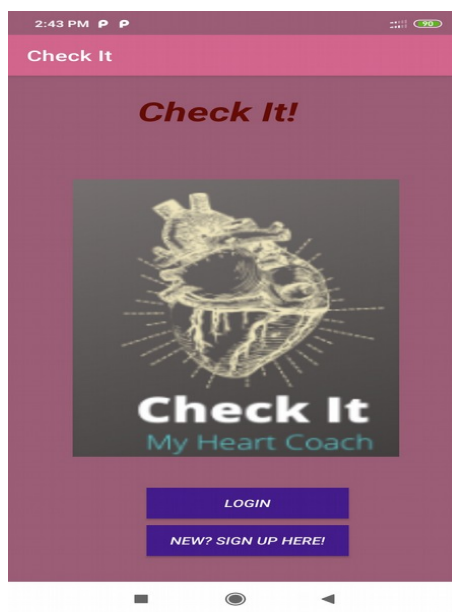 2:43 PM P P
90
Check It
Check It!
Check It
My Heart Coach
LOGIN
NEW? SIGN UP HERE!